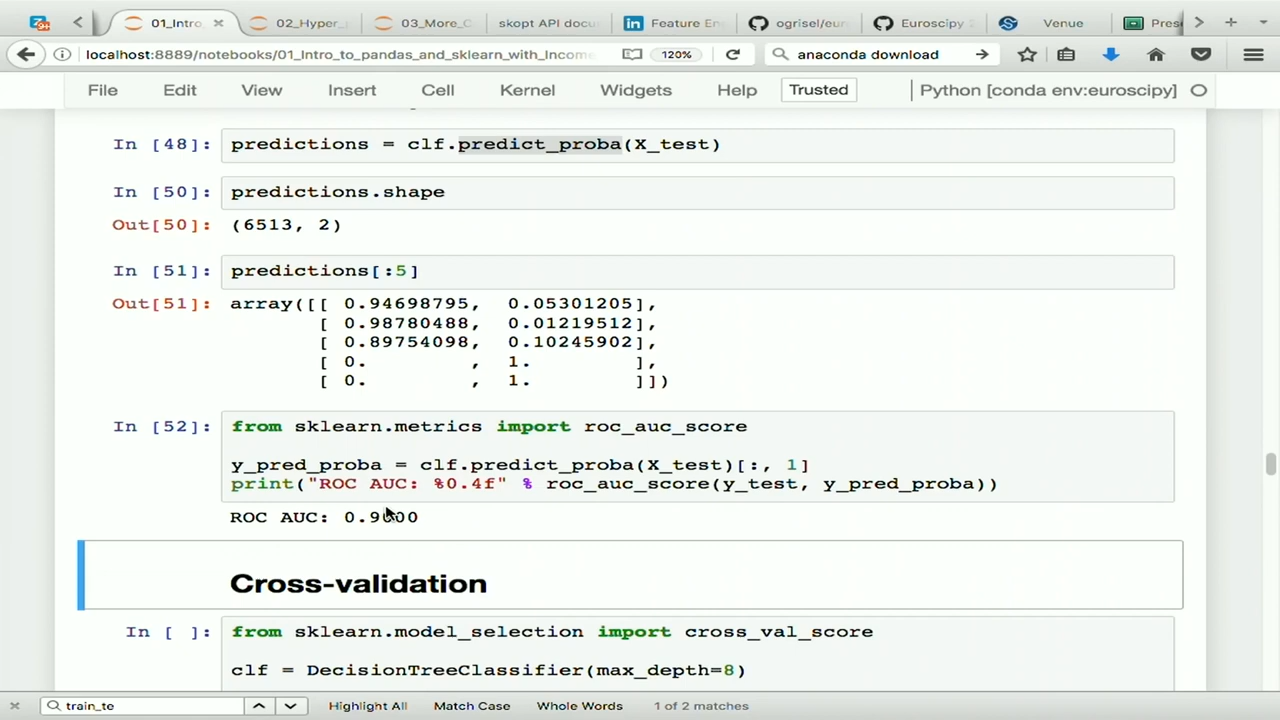 01_Intro
02_Hyper_
03_More_
skopt API docu
Feature En
ogrisel/eur
Euroscipy
Venue
Pres
localhost:8889/notebooks/01_Intro_to_pandas_and_sklearn_with_Incom
120%
anaconda download
File Edit View Insert Cell Kernel Widgets Help Trusted Python [conda env:euroscipy]
In [48]: predictions = clf.predict_proba(X_test)
In [50]: predictions.shape
Out[50]: (6513, 2)
In [51]: predictions[:5]
Out[51]: array([[ 0.94698795, 0.05301205],
[ 0.98780488, 0.01219512],
[ 0.89754098, 0.10245902],
[ 0. , 1. ],
[ 0. , 1. ]])
In [52]: from sklearn.metrics import roc_auc_score
y_pred_proba = clf.predict_proba(X_test)[:, 1]
print("ROC AUC: %0.4f" % roc_auc_score(y_test, y_pred_proba))
ROC AUC:
Cross-validation
In [ ]: from sklearn.model_selection import cross_val_score
clf = DecisionTreeClassifier(max_depth=8)
train_te
Highlight All Match Case Whole Words 1 of 2 matches